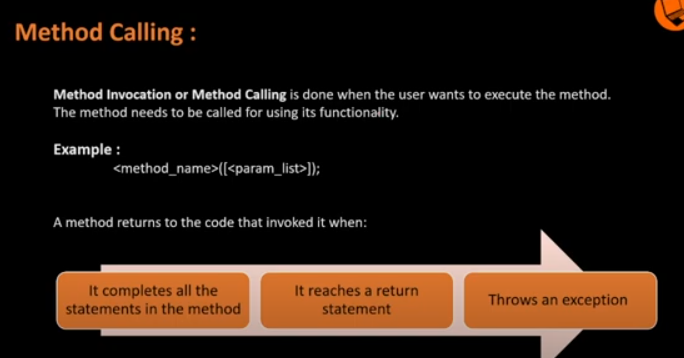 Method Calling :
Method Invocation or Method Calling is done when the user wants to execute the method.
The method needs to be called for using its functionality.
Example :
<method_name>([<param_list>]);
A method returns to the code that invoked it when:
It completes all the
statements in the method
It reaches a return
statement
Throws an exception